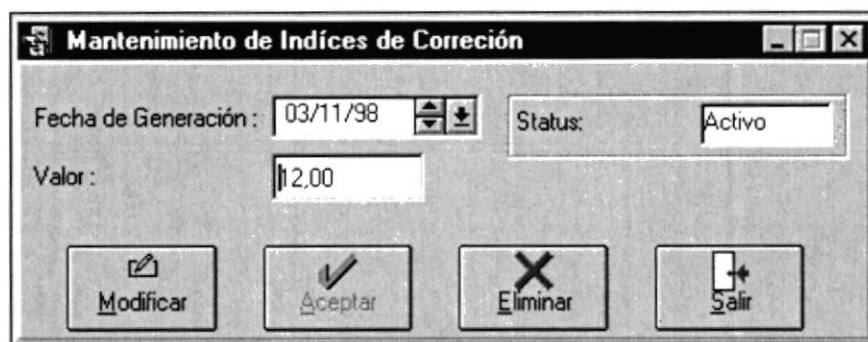 Mantenimiento de Indíces de Correción
Fecha de Generación : 03/11/98 Status: Activo
Valor : 12,00
Modificar Aceptar Eliminar Salir